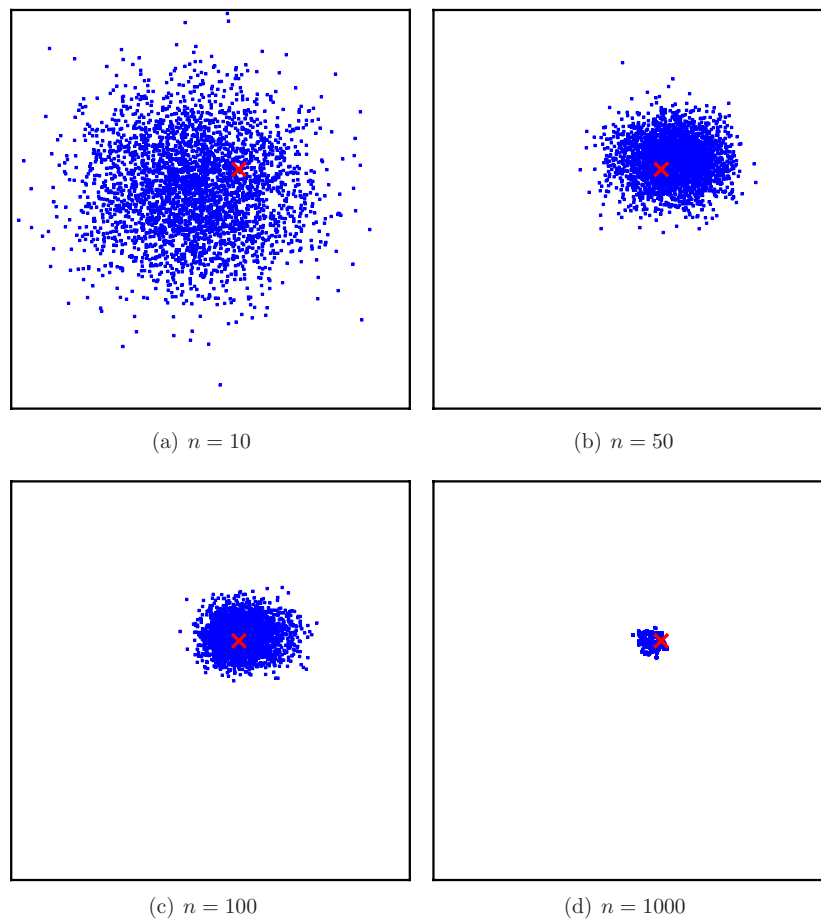 (a) n = 10
(b) n = 50
(c) n = 100
(d) n = 1000